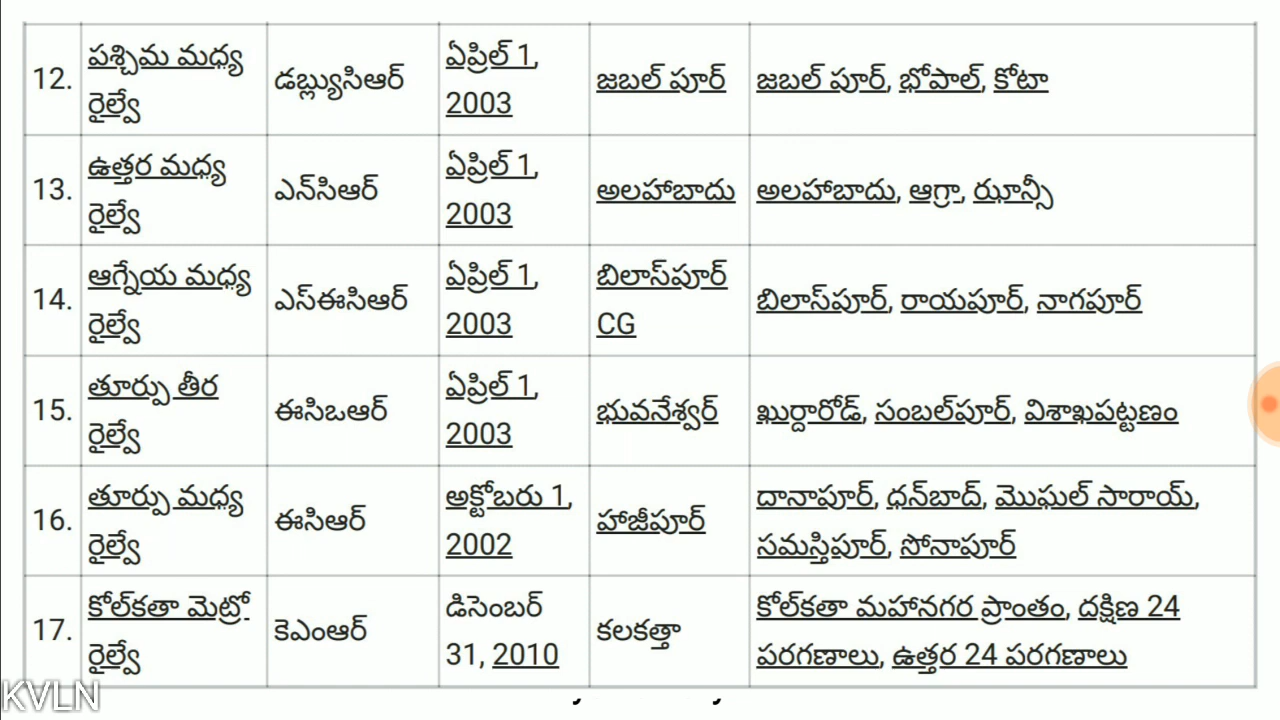 12. పశ్చిమ మధ్య రైల్వే డబ్ల్యుసిఆర్ ఏప్రిల్ 1, 2003 జబల్ పూర్ జబల్ పూర్, భోపాల్, కోటా
13. ఉత్తర మధ్య రైల్వే ఎన్‌సిఆర్ ఏప్రిల్ 1, 2003 అలహాబాదు అలహాబాదు, ఆగ్రా, ఝాన్సీ
14. ఆగ్నేయ మధ్య రైల్వే ఎస్ఈసిఆర్ ఏప్రిల్ 1, 2003 బిలాస్‌పూర్ CG బిలాస్‌పూర్, రాయపూర్, నాగపూర్
15. తూర్పు తీర రైల్వే ఈసిఒఆర్ ఏప్రిల్ 1, 2003 భువనేశ్వర్ ఖుర్దారోడ్, సంబల్‌పూర్, విశాఖపట్టణం
16. తూర్పు మధ్య రైల్వే ఈసిఆర్ అక్టోబరు 1, 2002 హాజీపూర్ దానాపూర్, ధన్‌బాద్, మొఘల్ సారాయ్, సమస్తిపూర్, సోనాపూర్
17. కోల్‌కతా మెట్రో రైల్వే కెఎంఆర్ డిసెంబర్ 31, 2010 కలకత్తా కోల్‌కతా మహానగర ప్రాంతం, దక్షిణ 24 పరగణాలు, ఉత్తర 24 పరగణాలు
KVLN